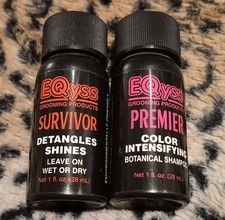 EQyss
GROOMING PRODUCTS
SURVIVOR
DETANGLES
SHINES
LEAVE ON
WET OR DRY
Net 1 fl. oz. (28 mL)
EQyss
GROOMING PRODUCTS
PREMIER
COLOR
INTENSIFYING
BOTANICAL SHAMPOO
Net 1 fl. oz. (28 mL)